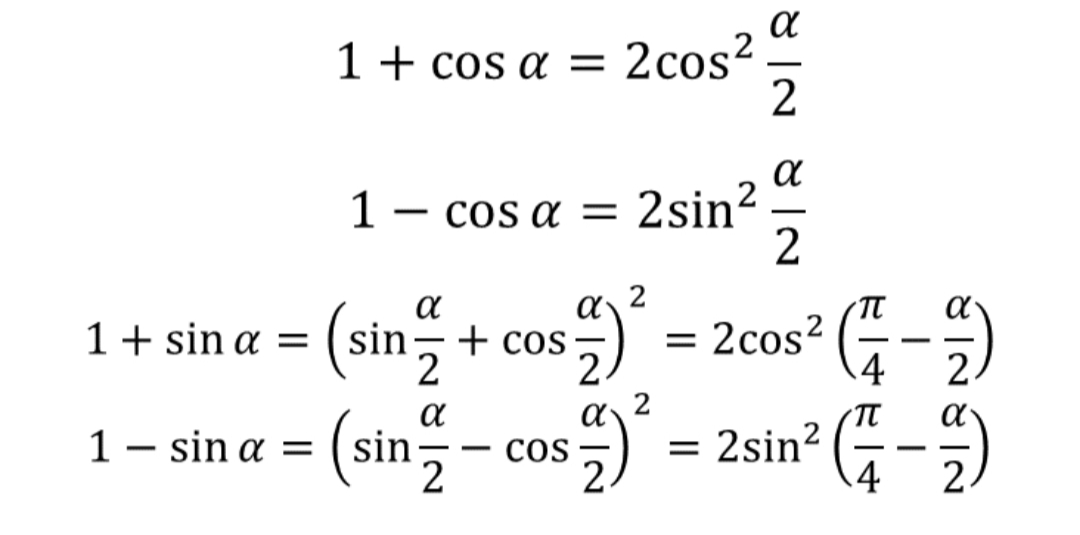 1 + cos α = 2cos² α/2
1 − cos α = 2sin² α/2
1 + sin α = (sin α/2 + cos α/2)² = 2cos² (π/4 − α/2)
1 − sin α = (sin α/2 − cos α/2)² = 2sin² (π/4 − α/2)